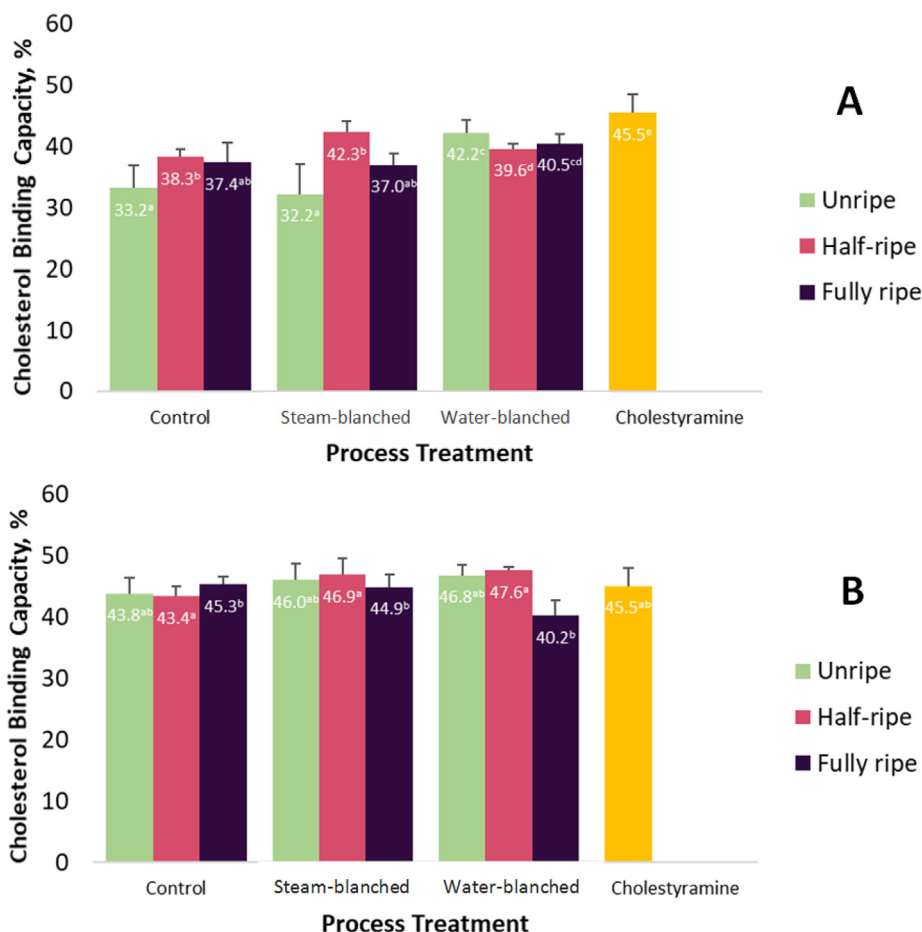 Cholesterol Binding Capacity, %
60
50
40
30
20
10
0
33.2ᵃ
38.3ᵇ
37.4ᵃᵇ
32.2ᵃ
42.3ᵇ
37.0ᵃᵇ
42.2ᶜ
39.6ᵈ
40.5ᶜᵈ
45.5ᵉ
Control
Steam-blanched
Water-blanched
Cholestyramine
Process Treatment
A
Unripe
Half-ripe
Fully ripe
Cholesterol Binding Capacity, %
60
50
40
30
20
10
0
43.8ᵃᵇ
43.4ᵃ
45.3ᵇ
46.0ᵃᵇ
46.9ᵃ
44.9ᵇ
46.8ᵃᵇ
47.6ᵃ
40.2ᵇ
45.5ᵃᵇ
Control
Steam-blanched
Water-blanched
Cholestyramine
Process Treatment
B
Unripe
Half-ripe
Fully ripe